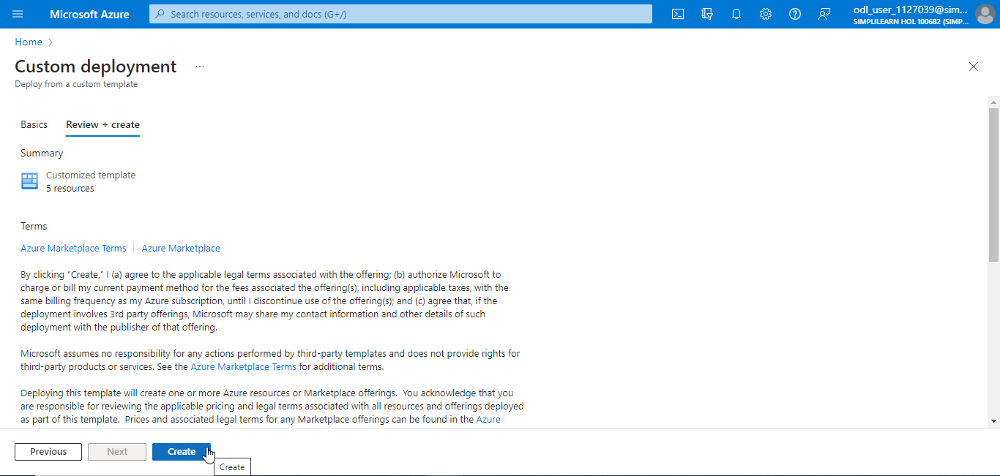 Microsoft Azure
Search resources, services, and docs (G+/)
odl_user_1127039@sim...
SIMPLILEARN HOL 100682 (SIMP...
Home
Custom deployment
...
Deploy from a custom template
Basics
Review + create
Summary
Customized template
5 resources
Terms
Azure Marketplace Terms
Azure Marketplace
By clicking “Create,” I (a) agree to the applicable legal terms associated with the offering; (b) authorize Microsoft to
charge or bill my current payment method for the fees associated the offering(s), including applicable taxes, with the
same billing frequency as my Azure subscription, until I discontinue use of the offering(s); and (c) agree that, if the
deployment involves 3rd party offerings, Microsoft may share my contact information and other details of such
deployment with the publisher of that offering.
Microsoft assumes no responsibility for any actions performed by third-party templates and does not provide rights for
third-party products or services. See the Azure Marketplace Terms for additional terms.
Deploying this template will create one or more Azure resources or Marketplace offerings.  You acknowledge that you
are responsible for reviewing the applicable pricing and legal terms associated with all resources and offerings deployed
as part of this template.  Prices and associated legal terms for any Marketplace offerings can be found in the Azure
Previous
Next
Create
Create